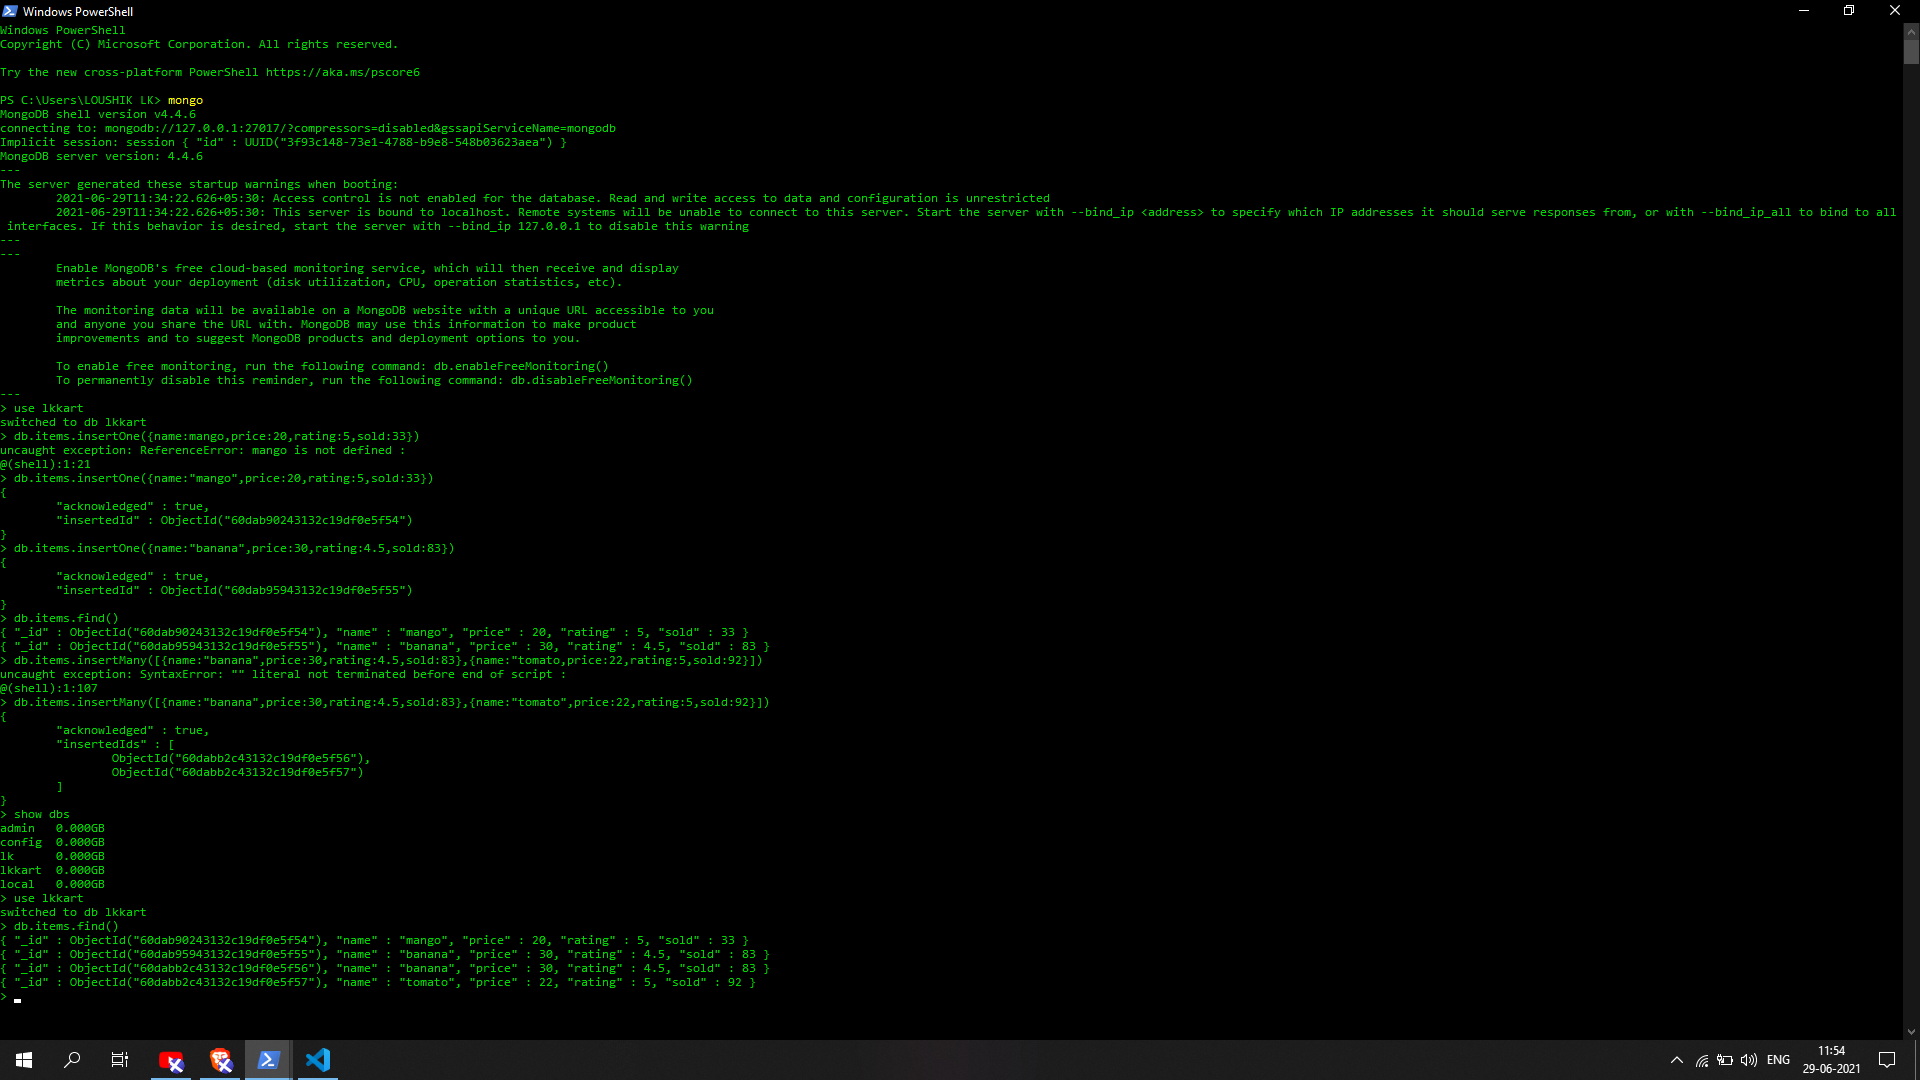 Windows PowerShell
Windows PowerShell
Copyright (C) Microsoft Corporation. All rights reserved.
Try the new cross-platform PowerShell https://aka.ms/pscore6
PS C:\Users\LOUSHIK LK> mongo
MongoDB shell version v4.4.6
connecting to: mongodb://127.0.0.1:27017/?compressors=disabled&gssapiServiceName=mongodb
Implicit session: session { "id" : UUID("3f93c148-73e1-4788-b9e8-548b03623aea") }
MongoDB server version: 4.4.6
---
The server generated these startup warnings when booting:
2021-06-29T11:34:22.626+05:30: Access control is not enabled for the database. Read and write access to data and configuration is unrestricted
2021-06-29T11:34:22.626+05:30: This server is bound to localhost. Remote systems will be unable to connect to this server. Start the server with --bind_ip <address> to specify which IP addresses it should serve responses from, or with --bind_ip_all to bind to all
interfaces. If this behavior is desired, start the server with --bind_ip 127.0.0.1 to disable this warning
---
---
Enable MongoDB's free cloud-based monitoring service, which will then receive and display
metrics about your deployment (disk utilization, CPU, operation statistics, etc).
The monitoring data will be available on a MongoDB website with a unique URL accessible to you
and anyone you share the URL with. MongoDB may use this information to make product
improvements and to suggest MongoDB products and deployment options to you.
To enable free monitoring, run the following command: db.enableFreeMonitoring()
To permanently disable this reminder, run the following command: db.disableFreeMonitoring()
---
> use lkkart
switched to db lkkart
> db.items.insertOne({name:mango,price:20,rating:5,sold:33})
uncaught exception: ReferenceError: mango is not defined :
@(shell):1:21
> db.items.insertOne({name:"mango",price:20,rating:5,sold:33})
{
"acknowledged" : true,
"insertedId" : ObjectId("60dab90243132c19df0e5f54")
}
> db.items.insertOne({name:"banana",price:30,rating:4.5,sold:83})
{
"acknowledged" : true,
"insertedId" : ObjectId("60dab95943132c19df0e5f55")
}
> db.items.find()
{ "_id" : ObjectId("60dab90243132c19df0e5f54"), "name" : "mango", "price" : 20, "rating" : 5, "sold" : 33 }
{ "_id" : ObjectId("60dab95943132c19df0e5f55"), "name" : "banana", "price" : 30, "rating" : 4.5, "sold" : 83 }
> db.items.insertMany([{name:"banana",price:30,rating:4.5,sold:83},{name:"tomato,price:22,rating:5,sold:92}])
uncaught exception: SyntaxError: "" literal not terminated before end of script :
@(shell):1:107
> db.items.insertMany([{name:"banana",price:30,rating:4.5,sold:83},{name:"tomato",price:22,rating:5,sold:92}])
{
"acknowledged" : true,
"insertedIds" : [
ObjectId("60dabb2c43132c19df0e5f56"),
ObjectId("60dabb2c43132c19df0e5f57")
]
}
> show dbs
admin 0.000GB
config 0.000GB
lk 0.000GB
lkkart 0.000GB
local 0.000GB
> use lkkart
switched to db lkkart
> db.items.find()
{ "_id" : ObjectId("60dab90243132c19df0e5f54"), "name" : "mango", "price" : 20, "rating" : 5, "sold" : 33 }
{ "_id" : ObjectId("60dab95943132c19df0e5f55"), "name" : "banana", "price" : 30, "rating" : 4.5, "sold" : 83 }
{ "_id" : ObjectId("60dabb2c43132c19df0e5f56"), "name" : "banana", "price" : 30, "rating" : 4.5, "sold" : 83 }
{ "_id" : ObjectId("60dabb2c43132c19df0e5f57"), "name" : "tomato", "price" : 22, "rating" : 5, "sold" : 92 }
>
ENG
11:54
29-06-2021